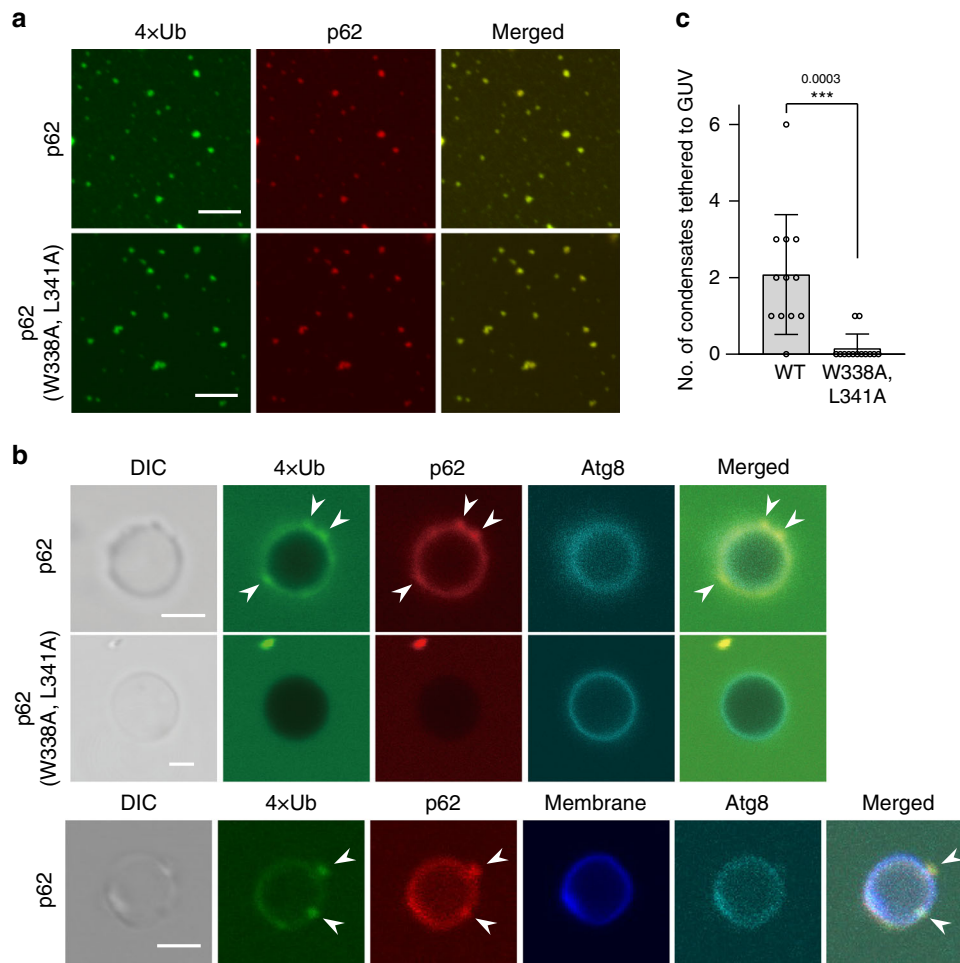 a
4×Ub
p62
Merged
p62
p62
(W338A, L341A)
c
No. of condensates tethered to GUV
0.0003
***
6
4
2
0
WT
W338A,
L341A
b
DIC
4×Ub
p62
Atg8
Merged
p62
p62
(W338A, L341A)
DIC
4×Ub
p62
Membrane
Atg8
Merged
p62